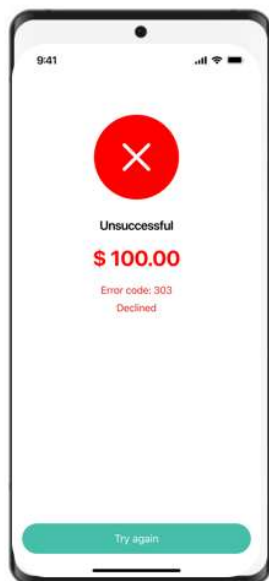 9:41
Unsuccessful
$ 100.00
Error code: 303
Declined
Try again